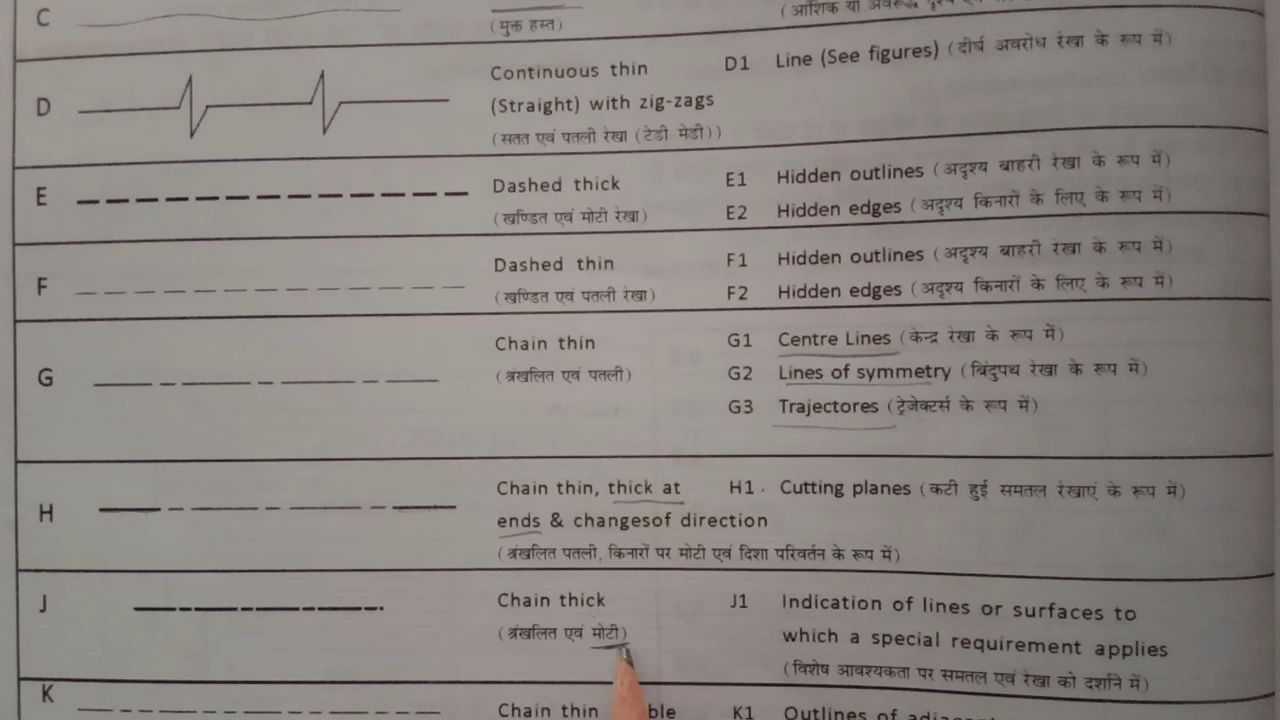 C
(मुक्त हस्त)
(आंशिक या
D
Continuous thin
(Straight) with zig-zags
(सतत एवं पतली रेखा (टेडी मेडी))
D1 Line (See figures) (दीर्घ अवरोध रेखा के रूप में)
E
Dashed thick
(खण्डित एवं मोटी रेखा)
E1 Hidden outlines (अदृश्य बाहरी रेखा के रूप में)
E2 Hidden edges (अदृश्य किनारों के लिए के रूप में)
F
Dashed thin
(खण्डित एवं पतली रेखा)
F1 Hidden outlines (अदृश्य बाहरी रेखा के रूप में)
F2 Hidden edges (अदृश्य किनारों के लिए के रूप में)
G
Chain thin
(श्रंखलित एवं पतली)
G1 Centre Lines (केन्द्र रेखा के रूप में)
G2 Lines of symmetry (बिंदुपथ रेखा के रूप में)
G3 Trajectores (ट्रेजेक्टर्स के रूप में)
H
Chain thin, thick at
ends & changesof direction
(श्रंखलित पतली, किनारों पर मोटी एवं दिशा परिवर्तन के रूप में)
H1. Cutting planes (कटी हुई समतल रेखाएं के रूप में)
J
Chain thick
(श्रंखलित एवं मोटी)
J1 Indication of lines or surfaces to
which a special requirement applies
(विशेष आवश्यकता पर समतल एवं रेखा को दर्शाने में)
K
Chain thin
K1 Outlines of